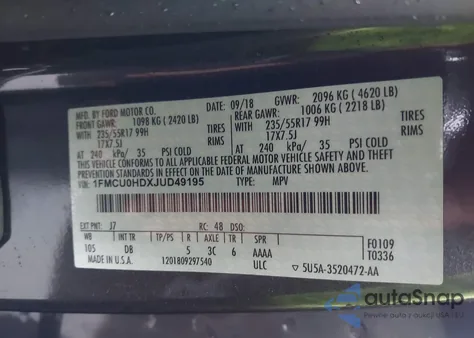 MFD. BY FORD MOTOR CO.
09/18 GVWR: 2096 KG ( 4620 LB)
FRONT GAWR: 1098 KG ( 2420 LB) REAR GAWR: 1006 KG ( 2218 LB)
235/55R17 99H TIRES 235/55R17 99H TIRES
17X7.5J 17X7.5J
AT 240 kPa/ 35 PSI COLD AT 240 kPa/ 35 PSI COLD
THIS VEHICLE CONFORMS TO ALL APPLICABLE FEDERAL MOTOR VEHICLE SAFETY
AND THEFT PREVENTION STANDARDS IN EFFECT ON THE DATE OF MANUFACTURE SHOWN ABOVE.
VIN: 1FMCU0HDXJUD49195 TYPE: MPV
EXT PNT: J7 RC: 48 DSO:
WB INT TR TP/PS R AXLE TR SPR F0109
105 DB 5 3C 6 AAAA T0336
MADE IN U.S.A. 1201809297540 ULC 5U5A-3520472-AA
autoSnap
Pewne auto z aukcji U.S.A. / EU